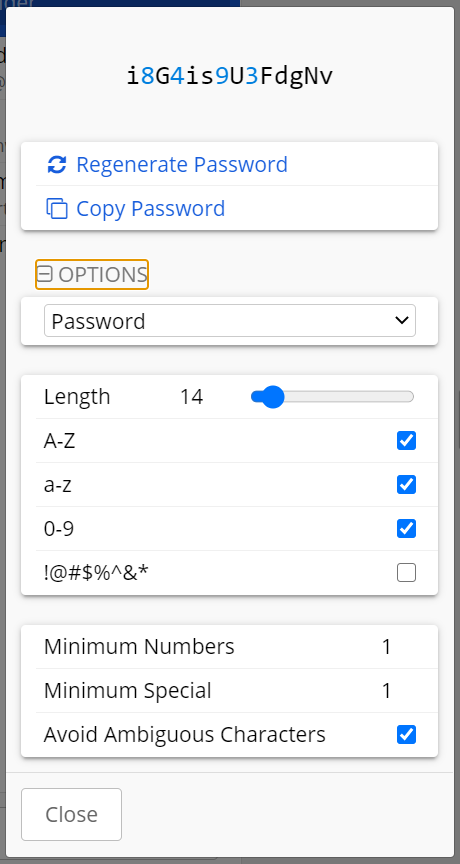 i8G4is9U3FdgNv
Regenerate Password
Copy Password
OPTIONS
Password
Length 14
A-Z
a-z
0-9
!@#$%^&*
Minimum Numbers 1
Minimum Special 1
Avoid Ambiguous Characters
Close